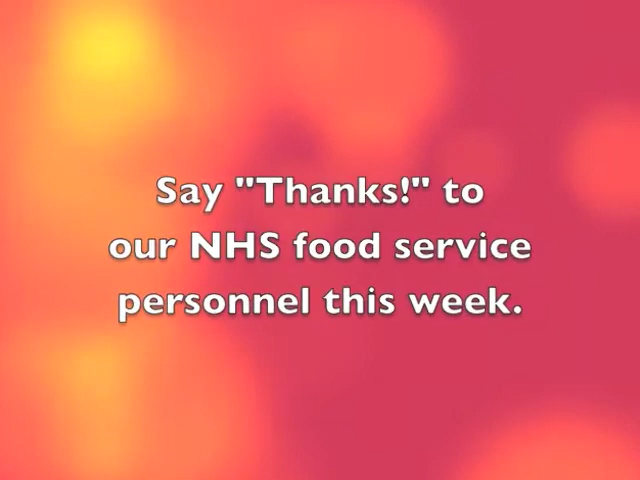 Say "Thanks!" to
our NHS food service
personnel this week.